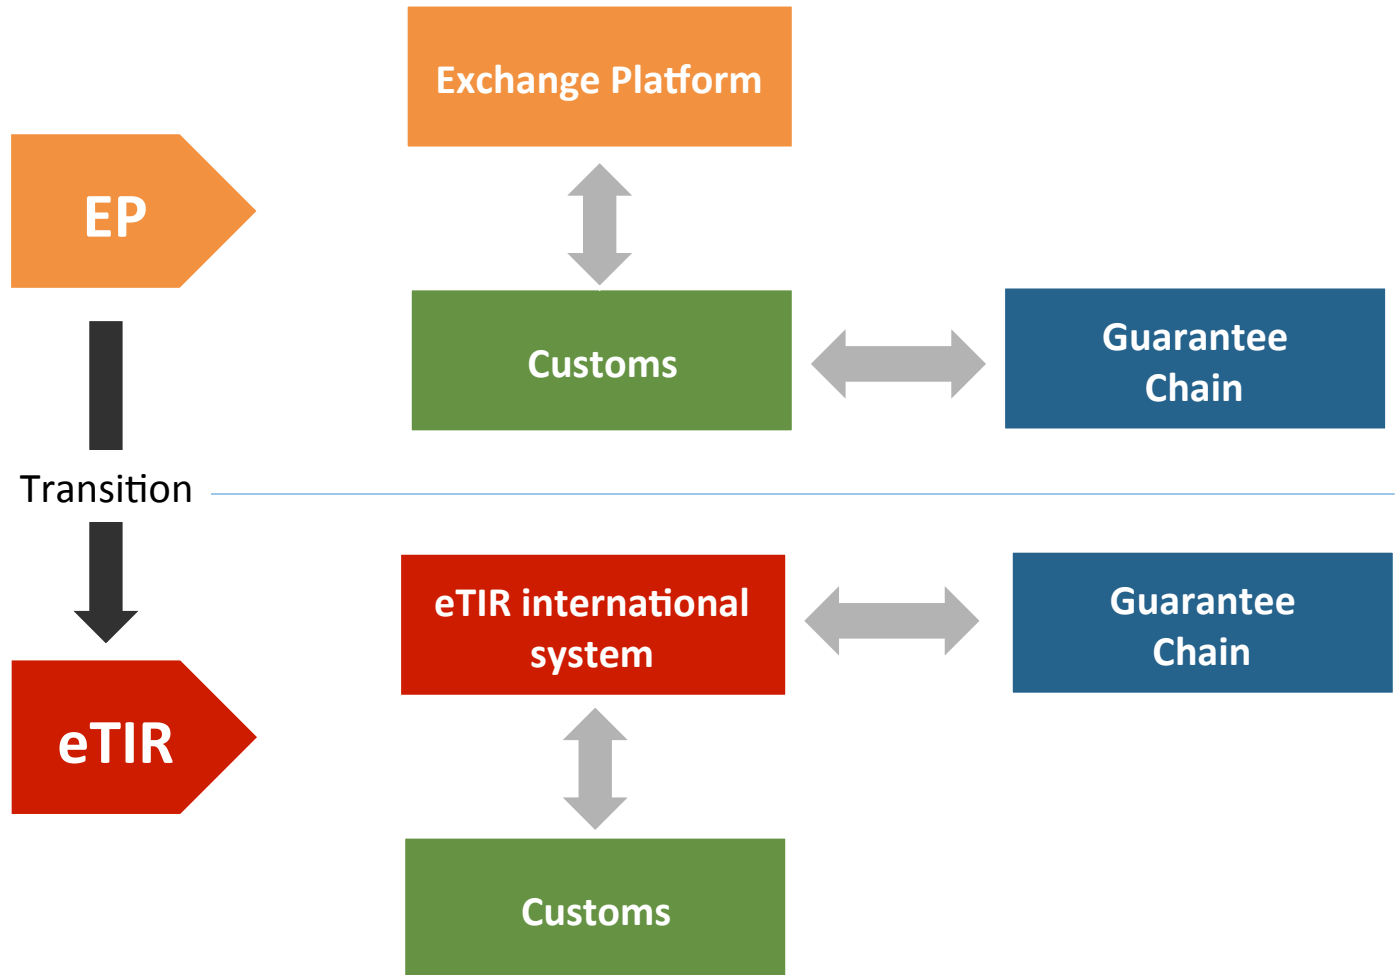 Exchange Platform
EP
Customs
Guarantee
Chain
Transition
eTIR international
system
Guarantee
Chain
eTIR
Customs